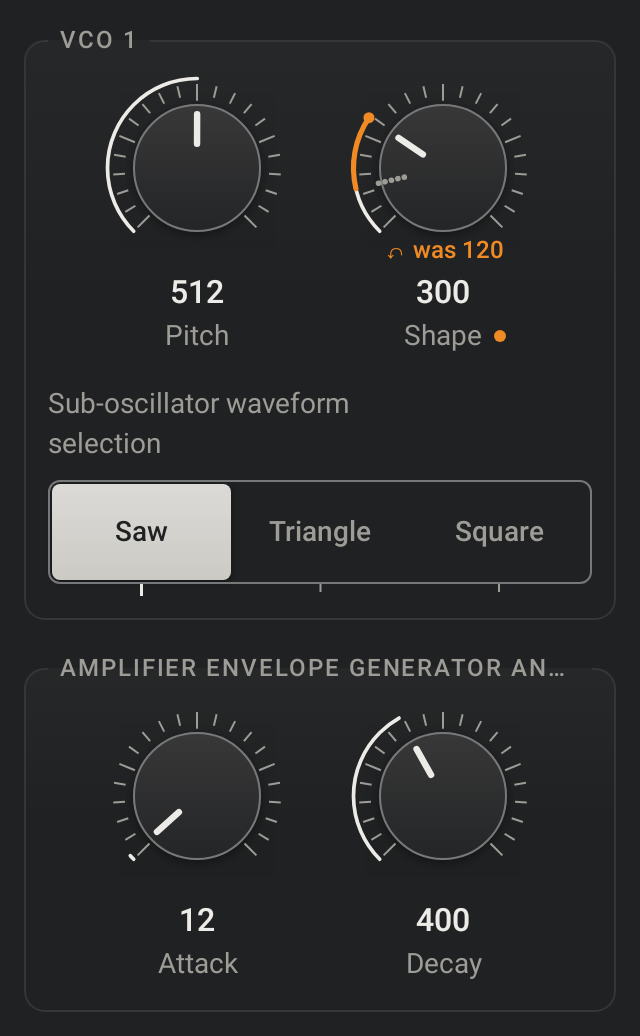 VCO 1
was 120
512
300
Pitch
Shape
Sub-oscillator waveform
selection
Saw
Triangle
Square
AMPLIFIER ENVELOPE GENERATOR AN…
12
400
Attack
Decay